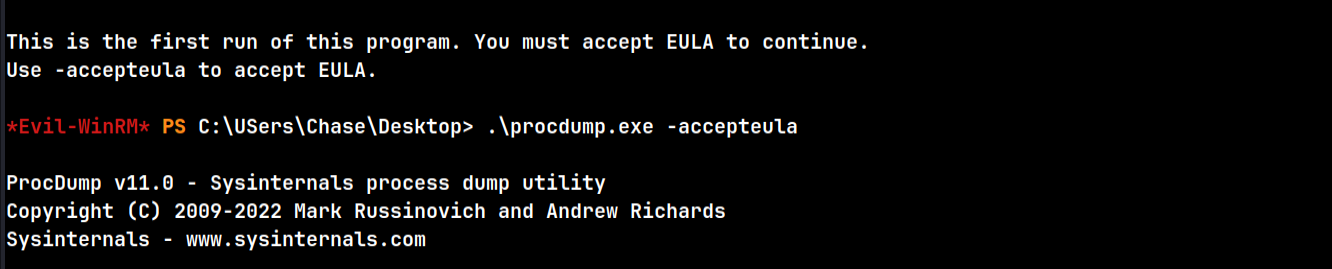 This is the first run of this program. You must accept EULA to continue.
Use -accepteula to accept EULA.
*Evil-WinRM* PS C:\USers\Chase\Desktop> .\procdump.exe -accepteula
ProcDump v11.0 - Sysinternals process dump utility
Copyright (C) 2009-2022 Mark Russinovich and Andrew Richards
Sysinternals - www.sysinternals.com